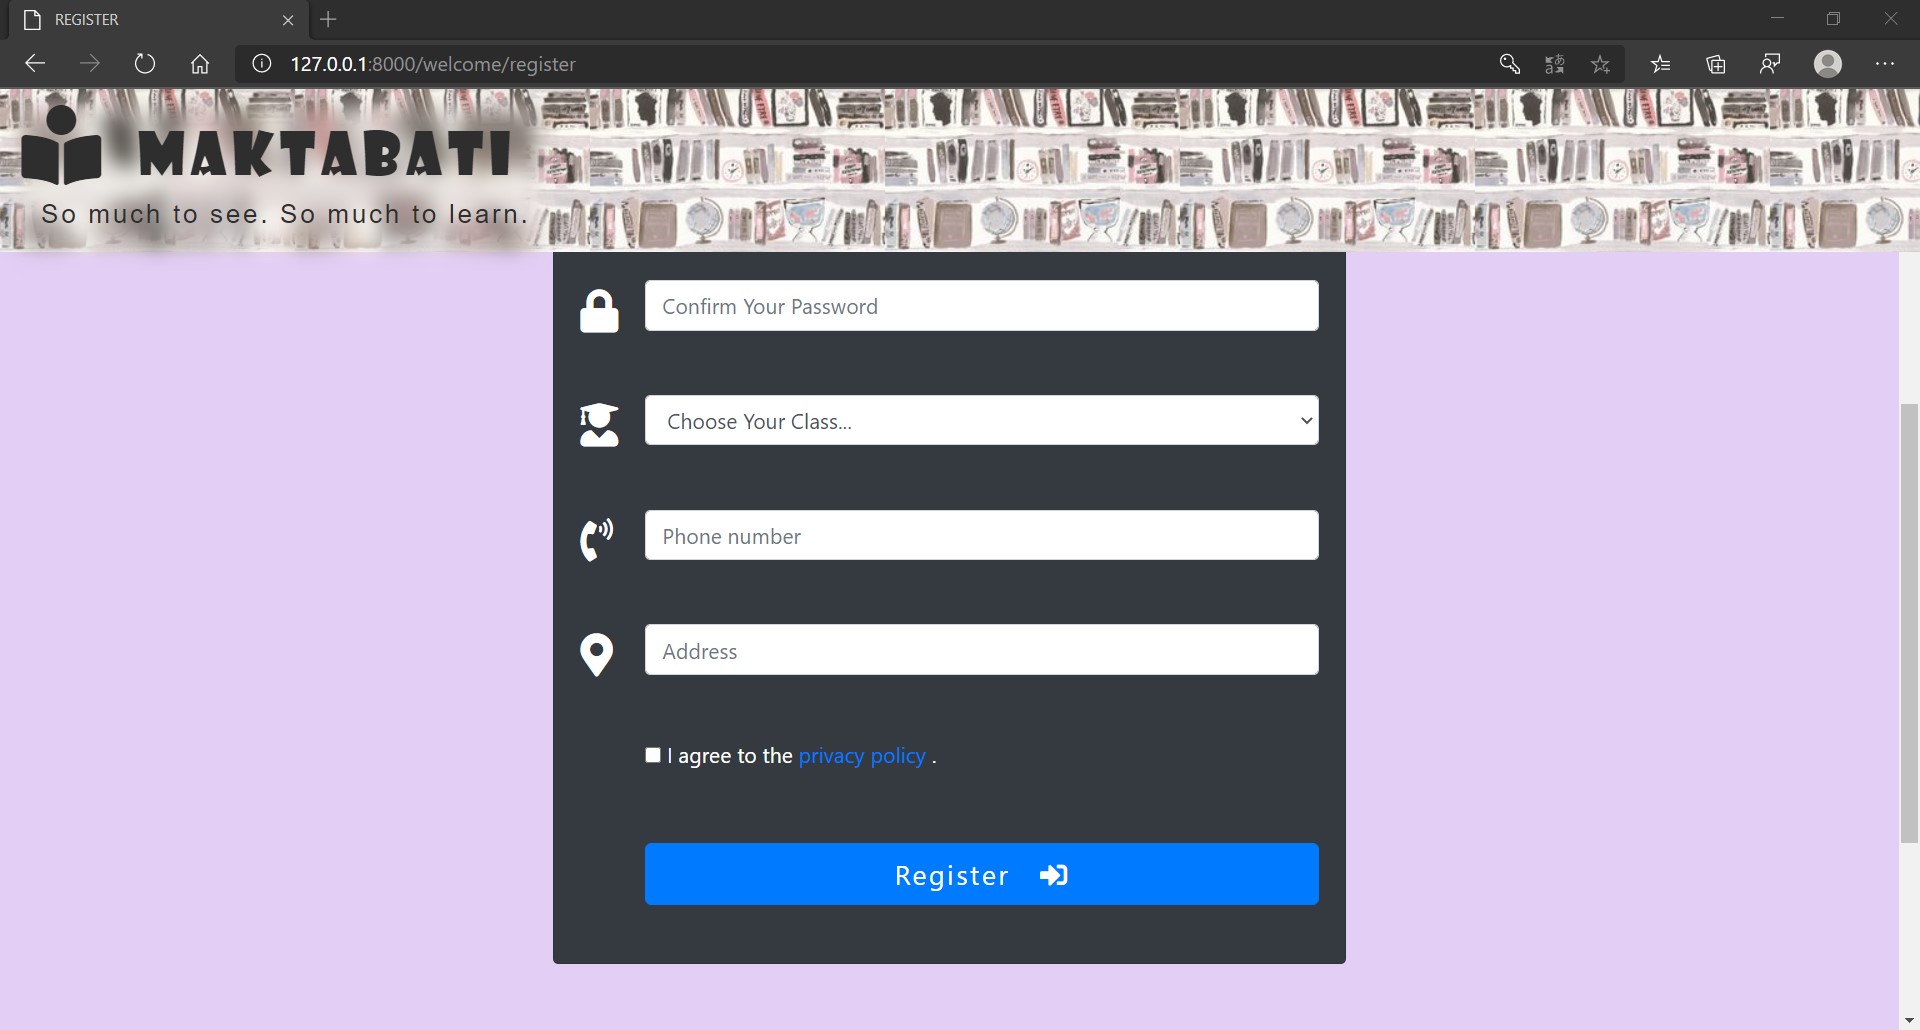 REGISTER
127.0.0.1:8000/welcome/register
MAKTABATI
So much to see. So much to learn.
Confirm Your Password
Choose Your Class...
Phone number
Address
I agree to the privacy policy .
Register